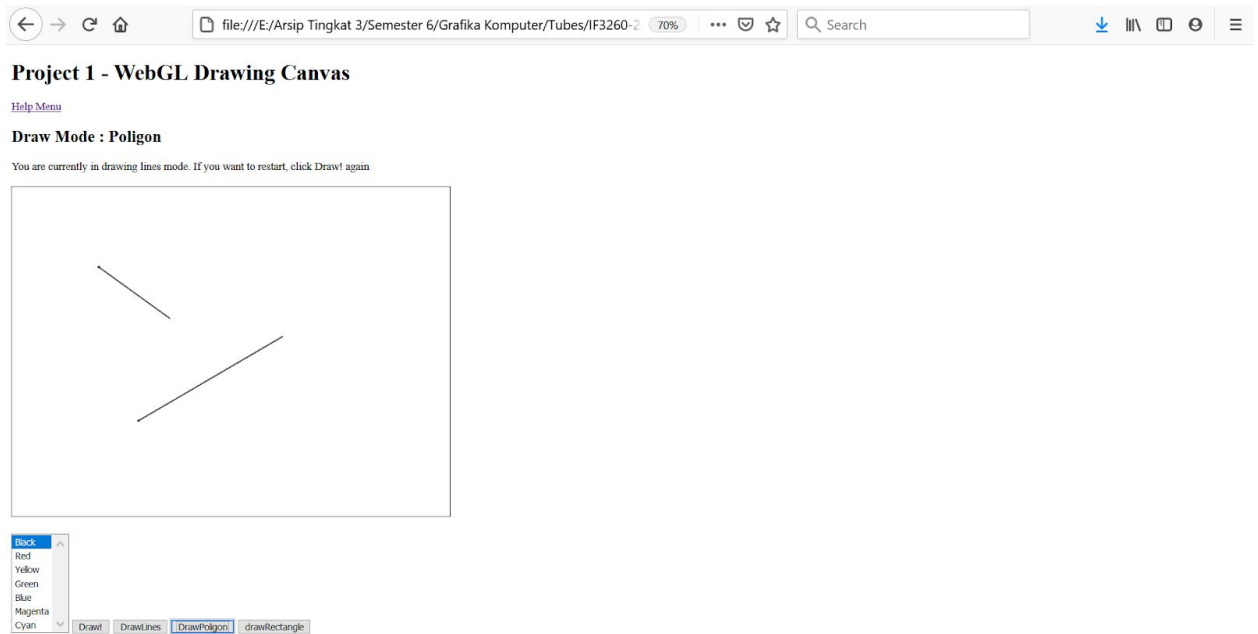 file:///E:/Arsip Tingkat 3/Semester 6/Grafika Komputer/Tubes/IF3260-2 70% Search
Project 1 - WebGL Drawing Canvas
Help Menu
Draw Mode : Poligon
You are currently in drawing lines mode. If you want to restart, click Draw! again
Black
Red
Yellow
Green
Blue
Magenta
Cyan
Draw! DrawLines DrawPoligon drawRectangle